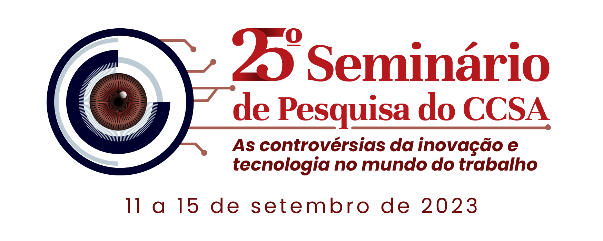 25º Seminário
de Pesquisa do CCSA
As controvérsias da inovação e
tecnologia no mundo do trabalho
11 a 15 de setembro de 2023